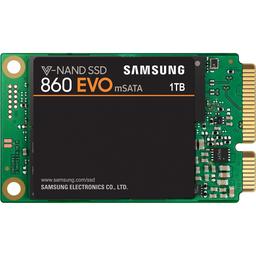 V-NAND SSD
860 EVO mSATA
SAMSUNG
1TB
www.samsung.com/ssd
SAMSUNG ELECTRONICS CO., LTD.